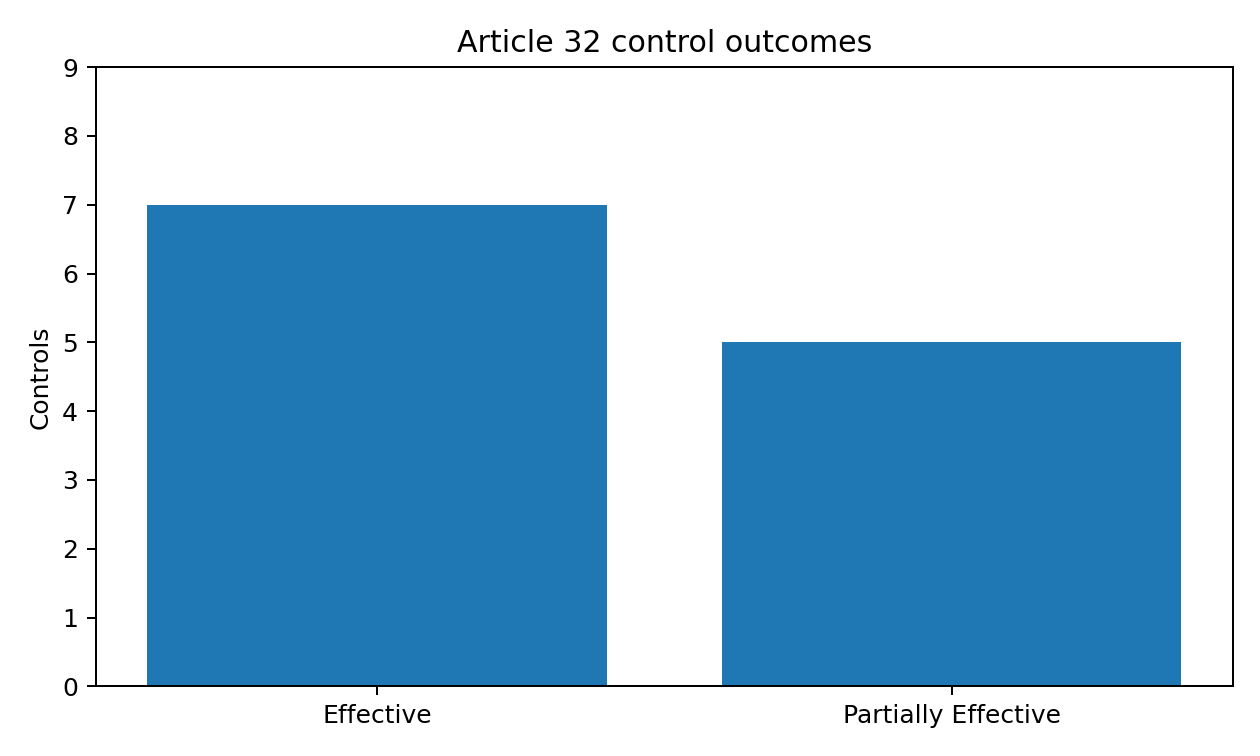 Article 32 control outcomes
9
8
7
6
5
4
3
2
1
0
Controls
Effective
Partially Effective